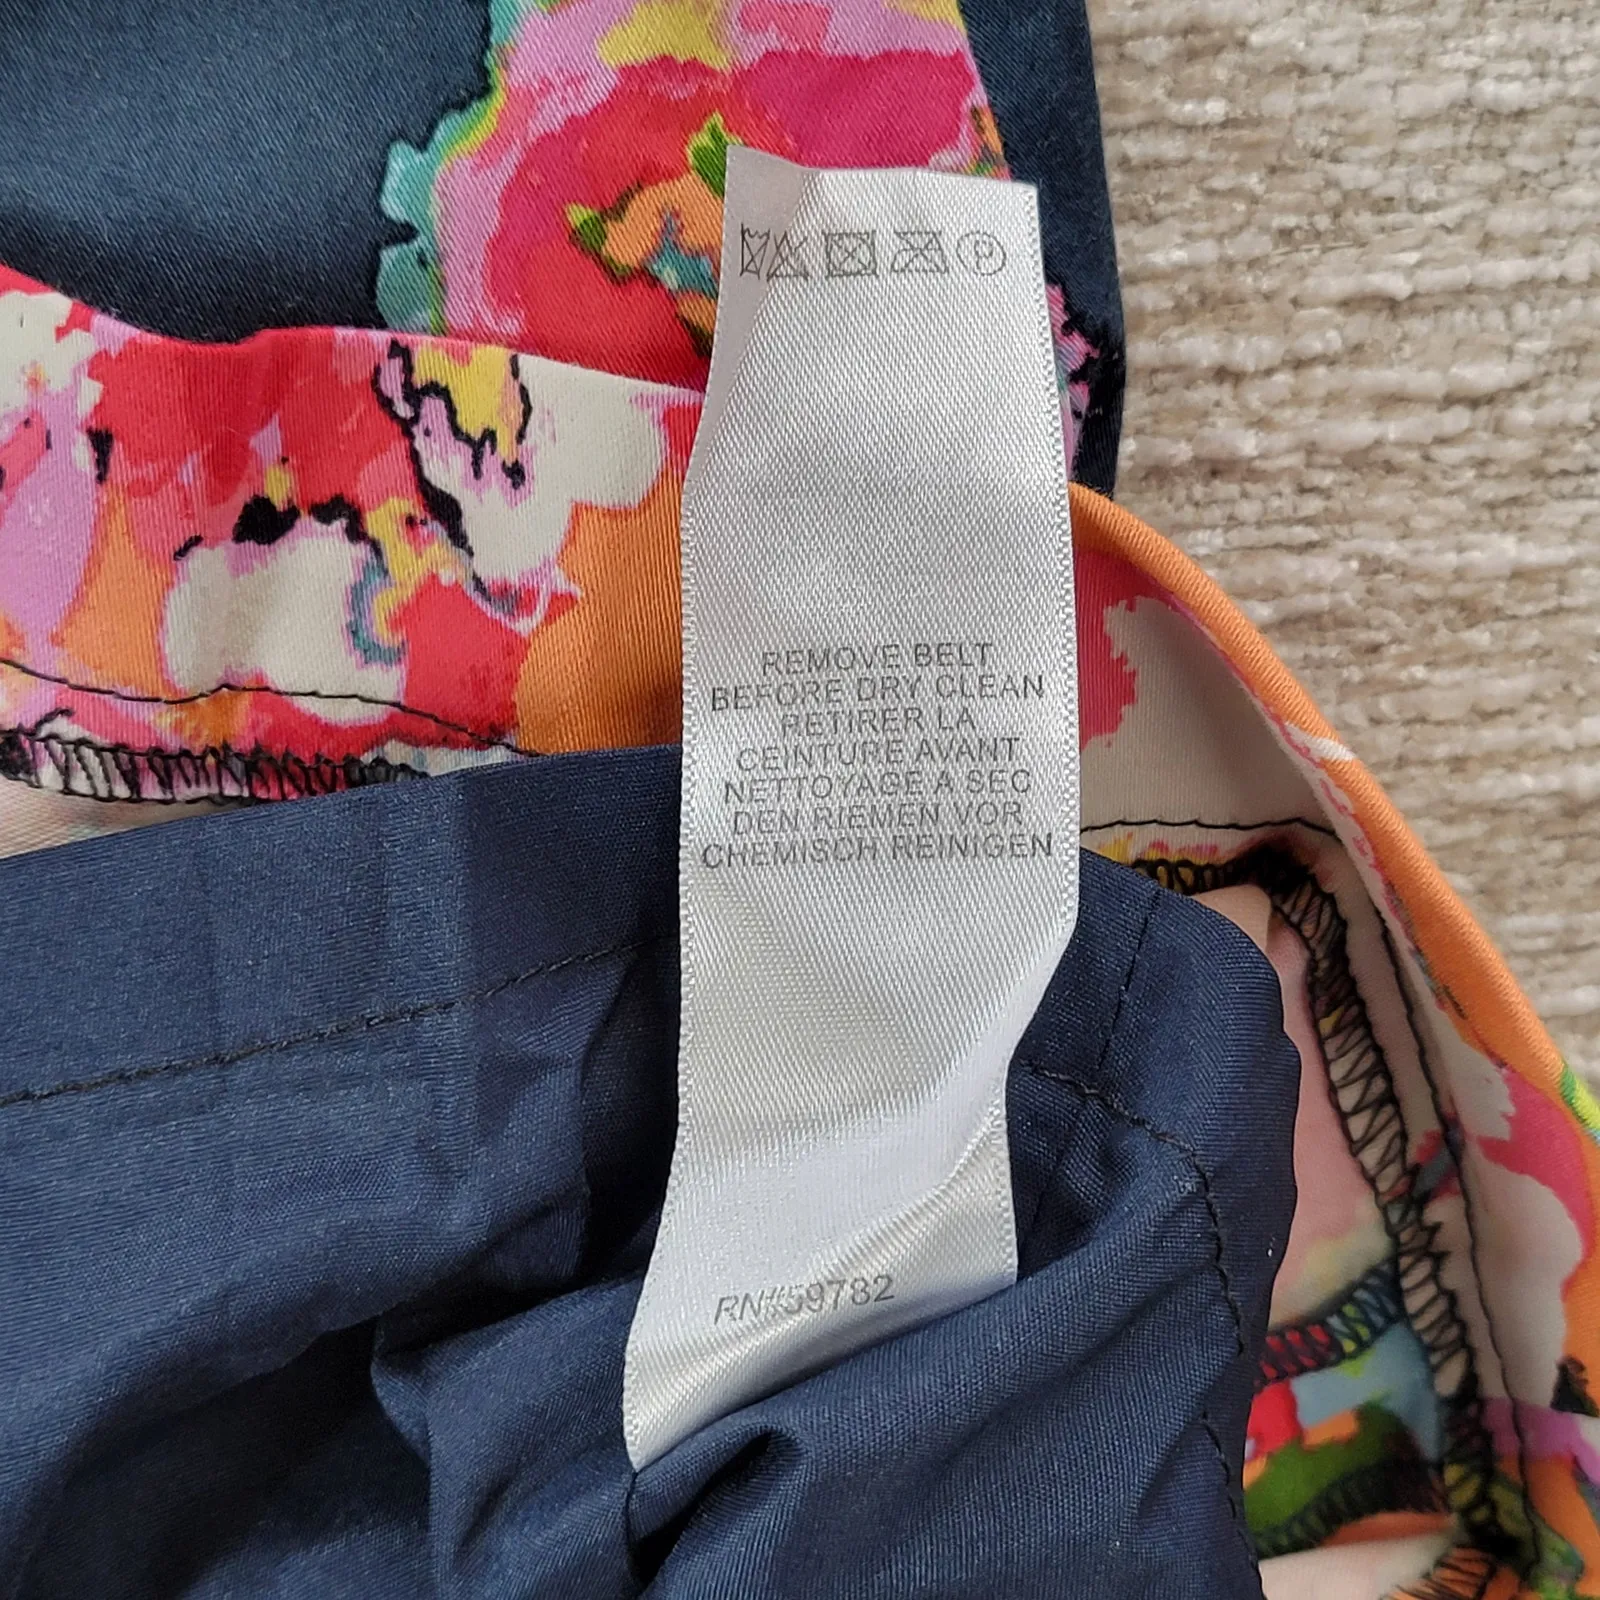 P
REMOVE BELT
BEFORE DRY CLEAN
RETIRER LA
CEINTURE AVANT
NETTOYAGE A SEC
DEN RIEMEN VOR
CHEMISCH REINIGEN
RN#59782